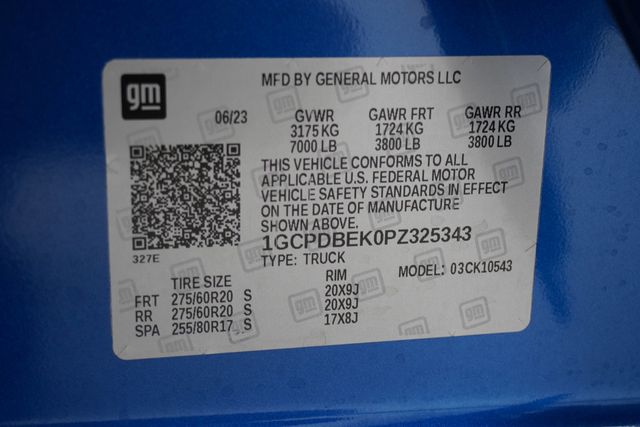 gm
MFD BY GENERAL MOTORS LLC
06/23 GVWR GAWR FRT GAWR RR
3175 KG 1724 KG 1724 KG
7000 LB 3800 LB 3800 LB
THIS VEHICLE CONFORMS TO ALL
APPLICABLE U.S. FEDERAL MOTOR
VEHICLE SAFETY STANDARDS IN EFFECT
ON THE DATE OF MANUFACTURE
SHOWN ABOVE.
327E
1GCPDBEK0PZ325343
TYPE: TRUCK MODEL: 03CK10543
TIRE SIZE RIM
FRT 275/60R20 S 20X9J
RR 275/60R20 S 20X9J
SPA 255/80R17 S 17X8J